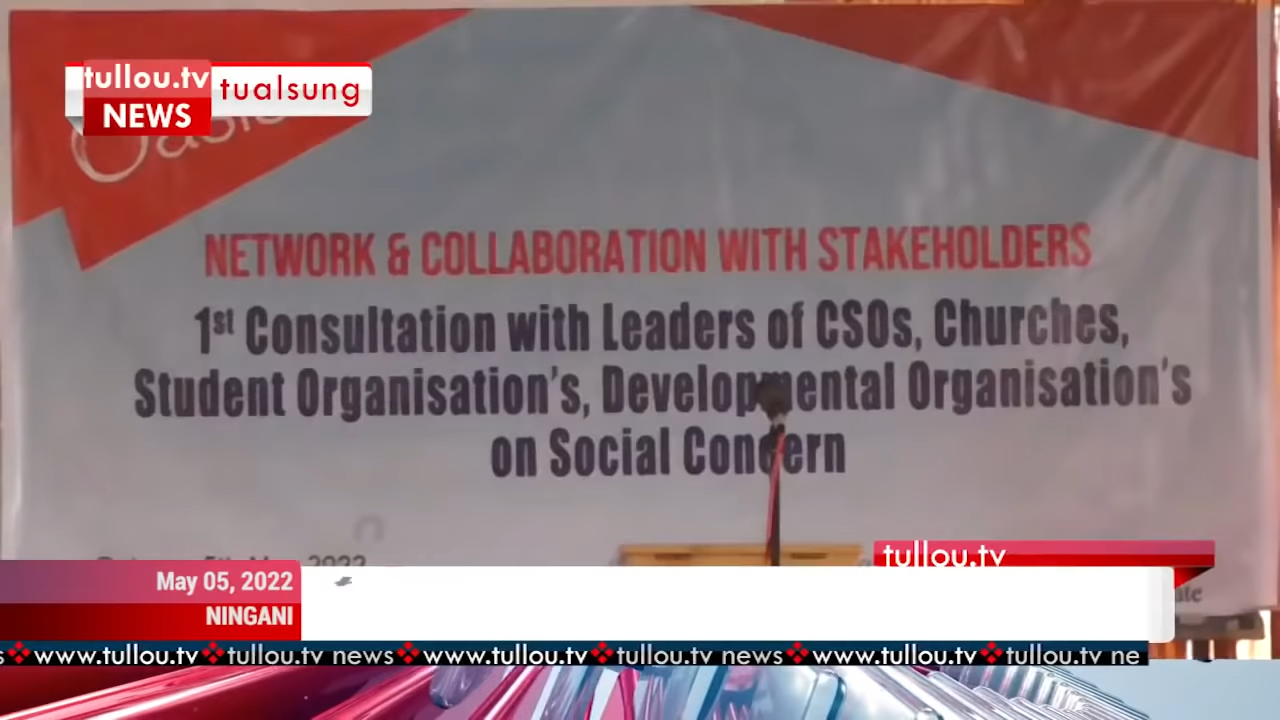 tullou.tv
NEWS
tualsung
NETWORK & COLLABORATION WITH STAKEHOLDERS
1st Consultation with Leaders of CSOs, Churches,
Student Organisation's, Developmental Organisation's
on Social Concern
2022
tullou.tv
May 05, 2022
NINGANI
www.tullou.tv tullou.tv news www.tullou.tv tullou.tv news www.tullou.tv tullou.tv ne